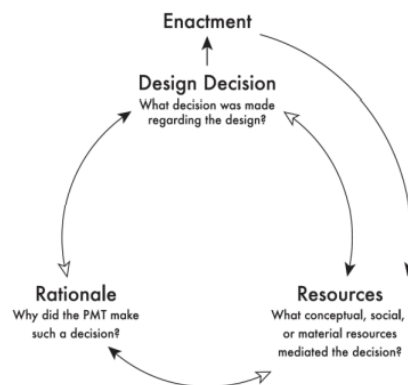 Enactment
Design Decision
What decision was made
regarding the design?
Rationale
Why did the PMT make
such a decision?
Resources
What conceptual, social,
or material resources
mediated the decision?